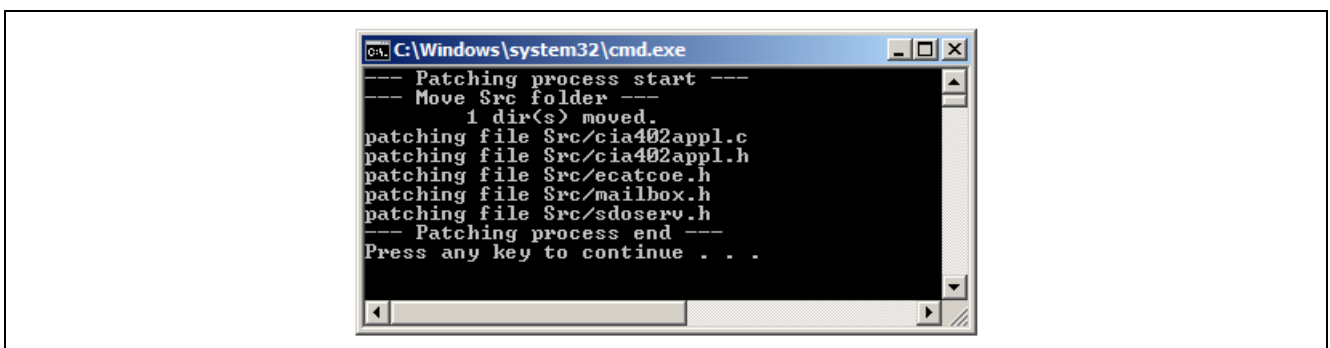 C:\Windows\system32\cmd.exe
--- Patching process start ---
--- Move Src folder ---
1 dir(s) moved.
patching file Src/cia402appl.c
patching file Src/cia402appl.h
patching file Src/ecatcoe.h
patching file Src/mailbox.h
patching file Src/sdoserv.h
--- Patching process end ---
Press any key to continue . . .